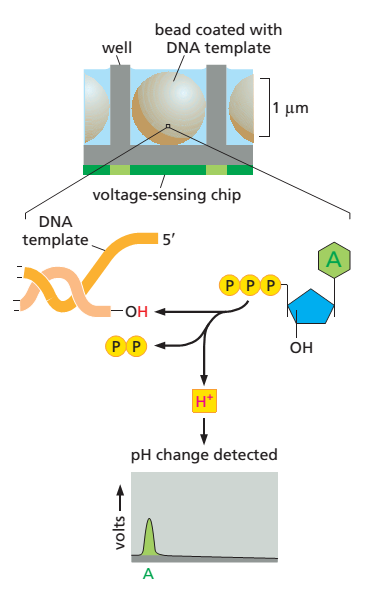 bead coated with
well
DNA template
1 µm
voltage-sensing chip
DNA
template
5′
A
P P P
OH
OH
P P
H⁺
pH change detected
volts
A